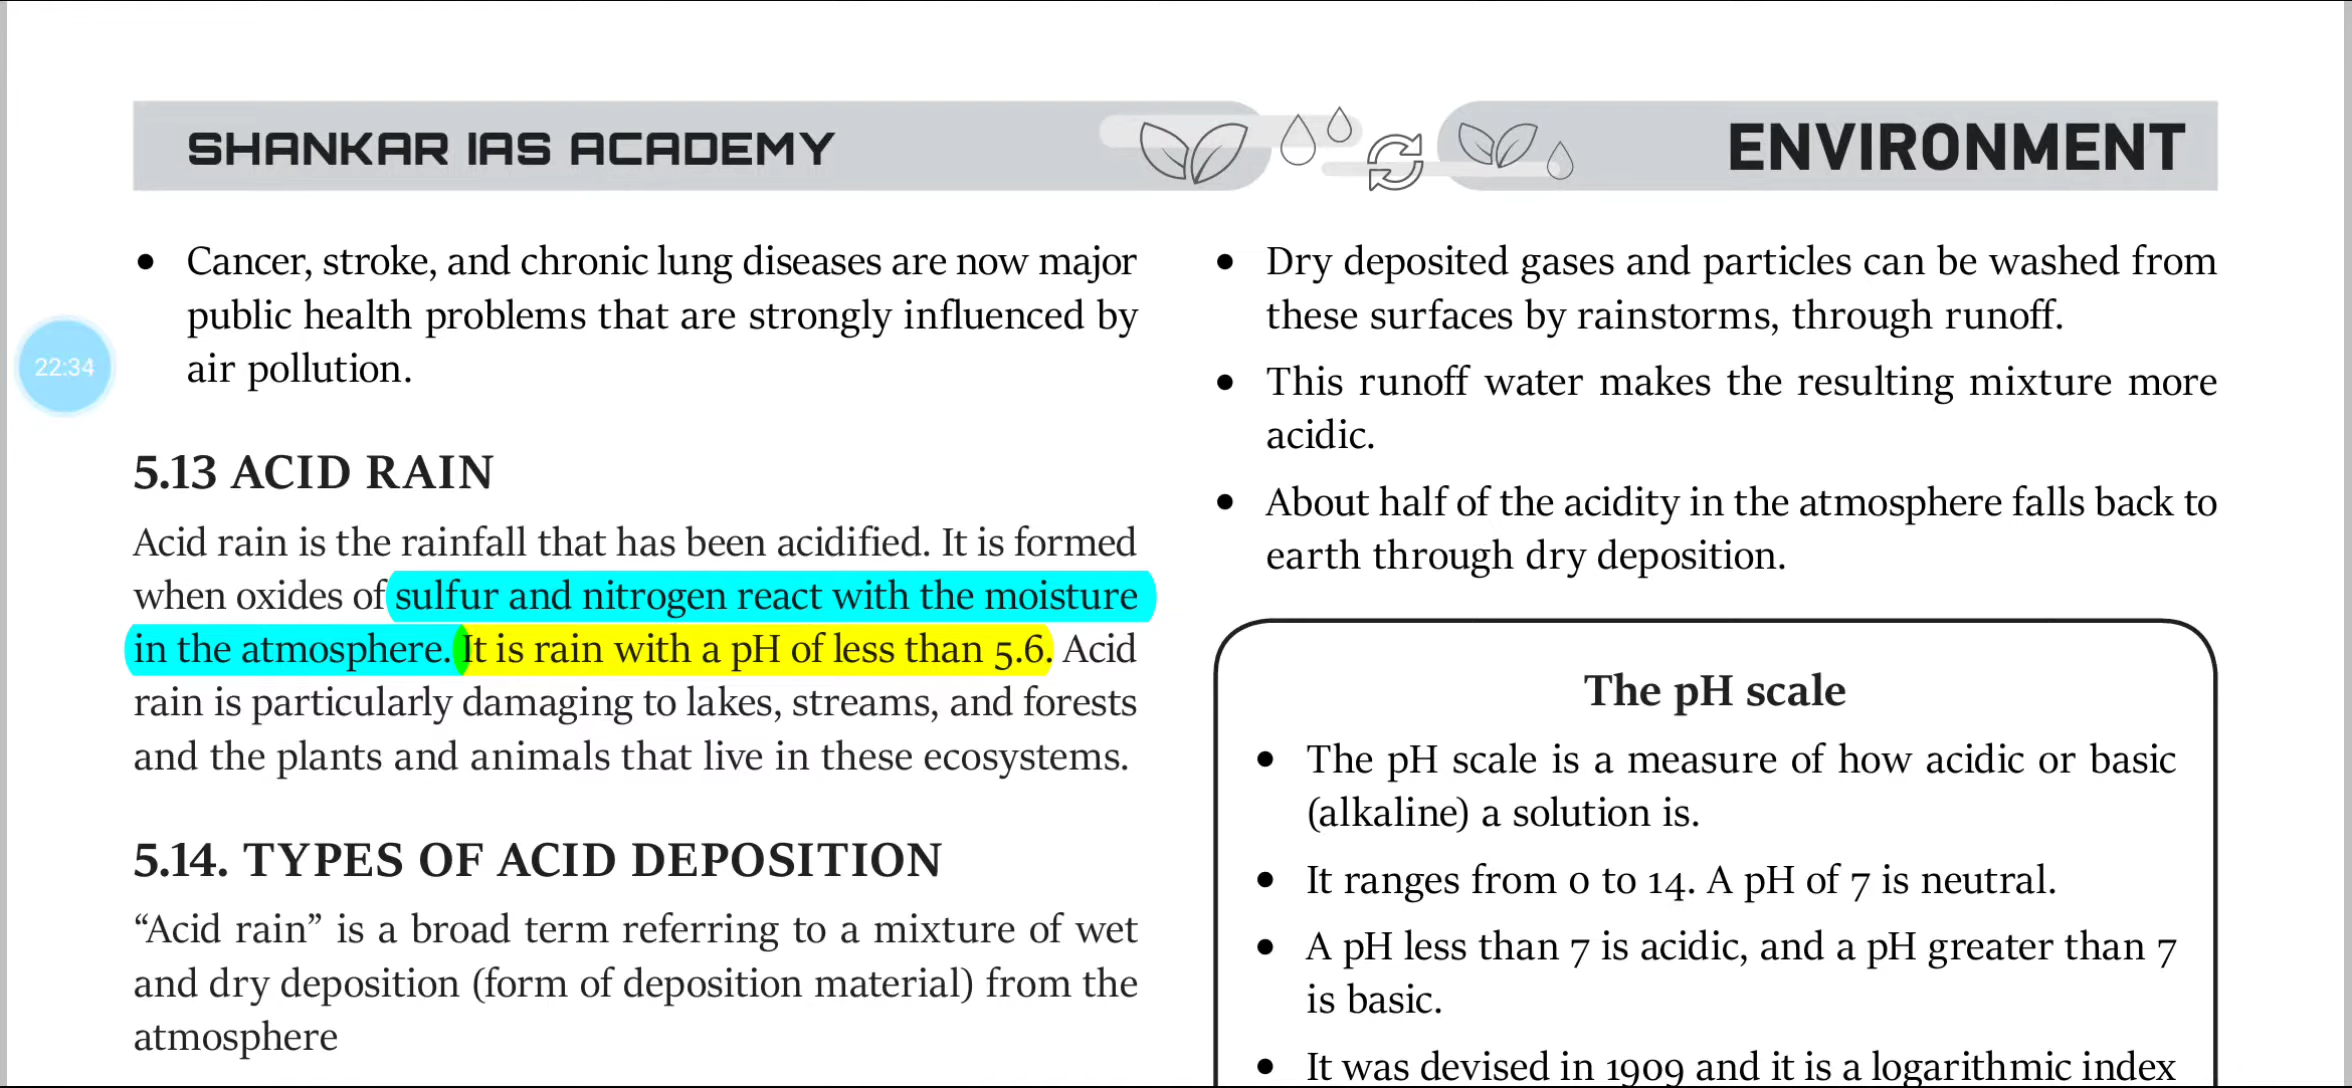 SHANKAR IAS ACADEMY
ENVIRONMENT
• Cancer, stroke, and chronic lung diseases are now major
public health problems that are strongly influenced by
air pollution.
22:34
5.13 ACID RAIN
Acid rain is the rainfall that has been acidified. It is formed
when oxides of sulfur and nitrogen react with the moisture
in the atmosphere. It is rain with a pH of less than 5.6. Acid
rain is particularly damaging to lakes, streams, and forests
and the plants and animals that live in these ecosystems.
5.14. TYPES OF ACID DEPOSITION
“Acid rain” is a broad term referring to a mixture of wet
and dry deposition (form of deposition material) from the
atmosphere
• Dry deposited gases and particles can be washed from
these surfaces by rainstorms, through runoff.
• This runoff water makes the resulting mixture more
acidic.
• About half of the acidity in the atmosphere falls back to
earth through dry deposition.
The pH scale
• The pH scale is a measure of how acidic or basic
(alkaline) a solution is.
• It ranges from 0 to 14. A pH of 7 is neutral.
• A pH less than 7 is acidic, and a pH greater than 7
is basic.
• It was devised in 1909 and it is a logarithmic index